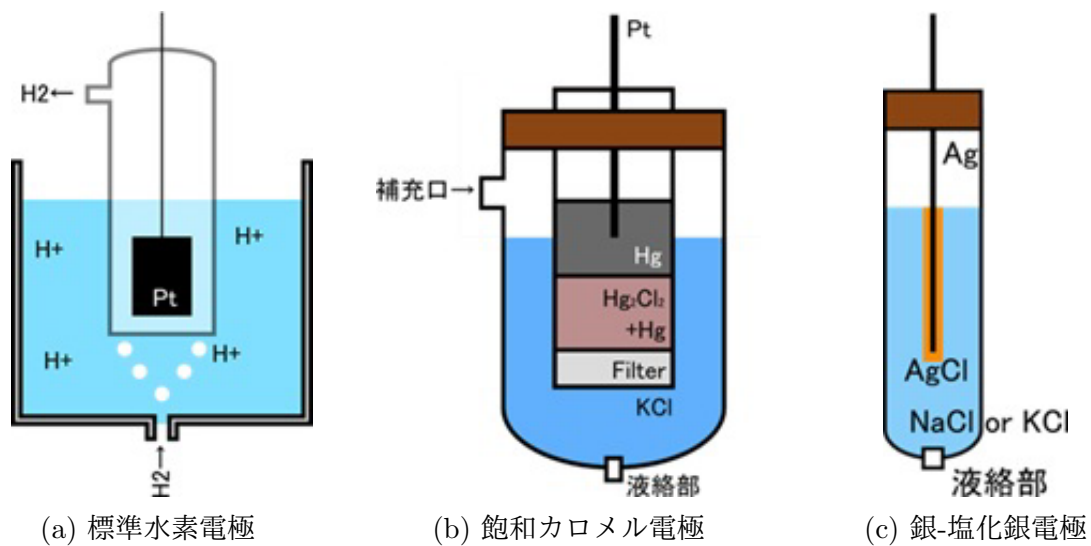 H2←
H+
H+
Pt
H+
H+
H2→
(a) 標準水素電極
Pt
補充口→
Hg
Hg₂Cl₂
+Hg
Filter
KCl
液絡部
(b) 飽和カロメル電極
Ag
AgCl
NaCl or KCl
液絡部
(c) 銀-塩化銀電極